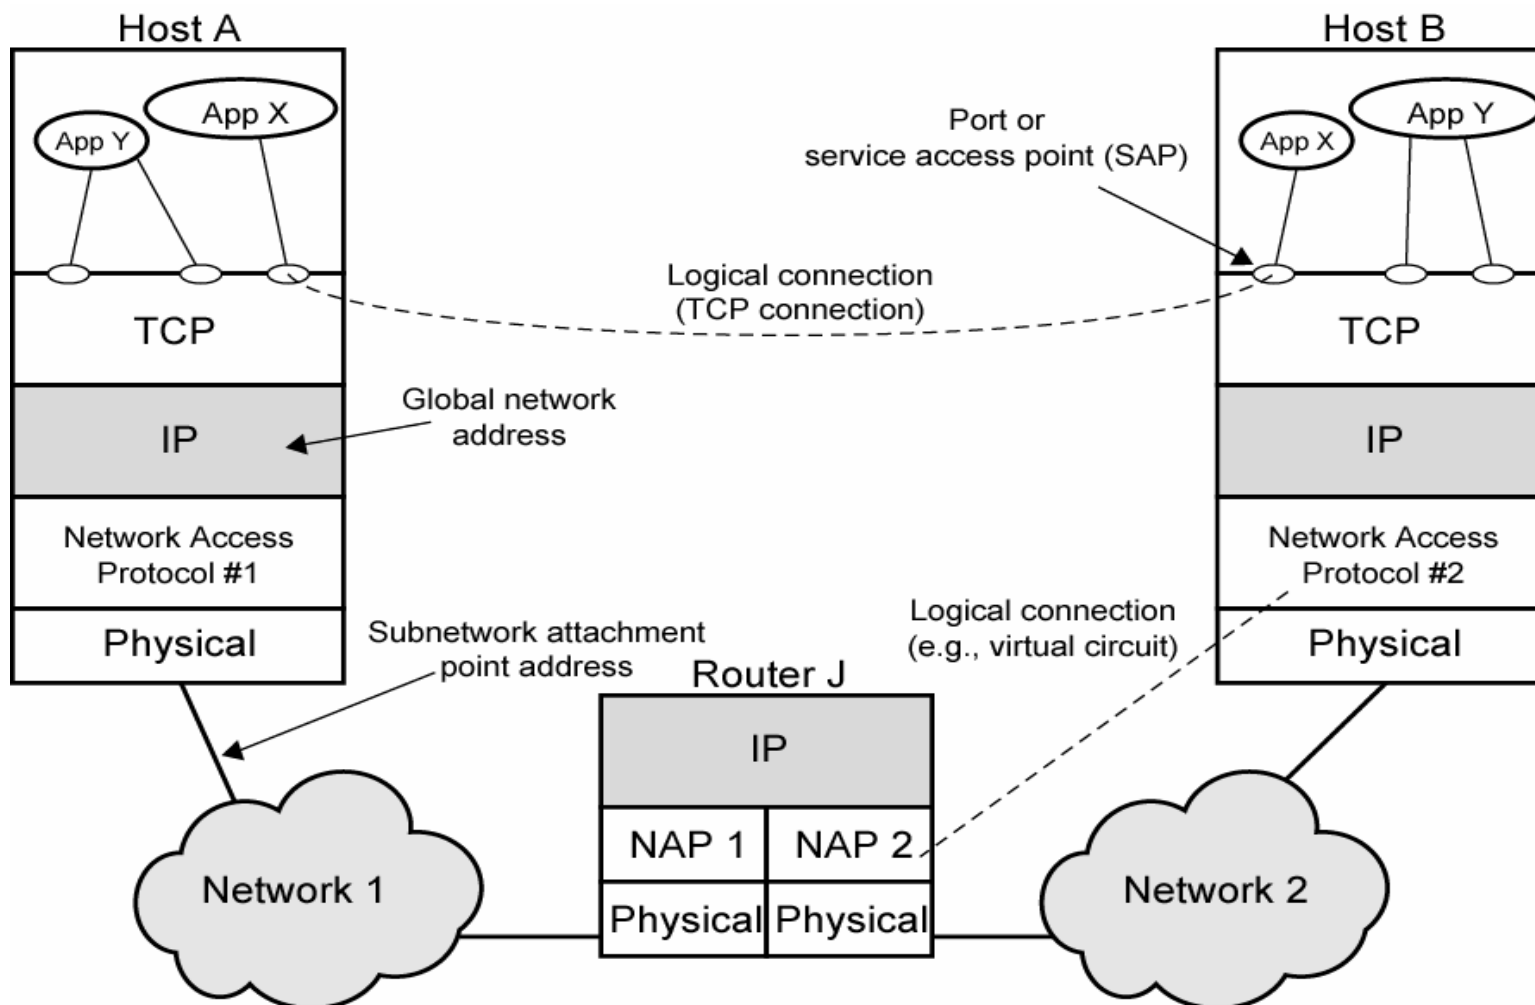 Host A
App Y
App X
TCP
IP
Network Access
Protocol #1
Physical
Host B
App X
App Y
TCP
IP
Network Access
Protocol #2
Physical
Port or
service access point (SAP)
Logical connection
(TCP connection)
Global network
address
Subnetwork attachment
point address
Logical connection
(e.g., virtual circuit)
Router J
IP
NAP 1
NAP 2
Physical
Physical
Network 1
Network 2